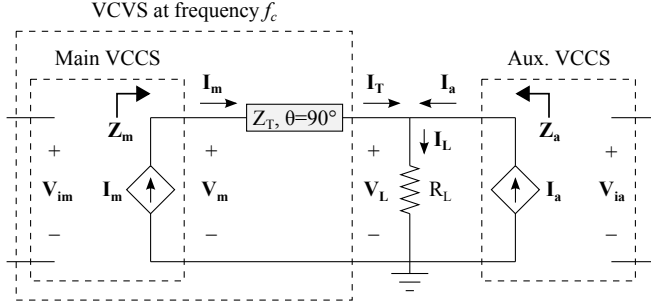 VCVS at frequency f_c
Main VCCS
Aux. VCCS
I_m
I_T
I_a
Z_m
Z_T, θ=90°
Z_a
I_L
+
+
+
+
V_im
I_m
V_m
V_L
R_L
I_a
V_ia
−
−
−
−